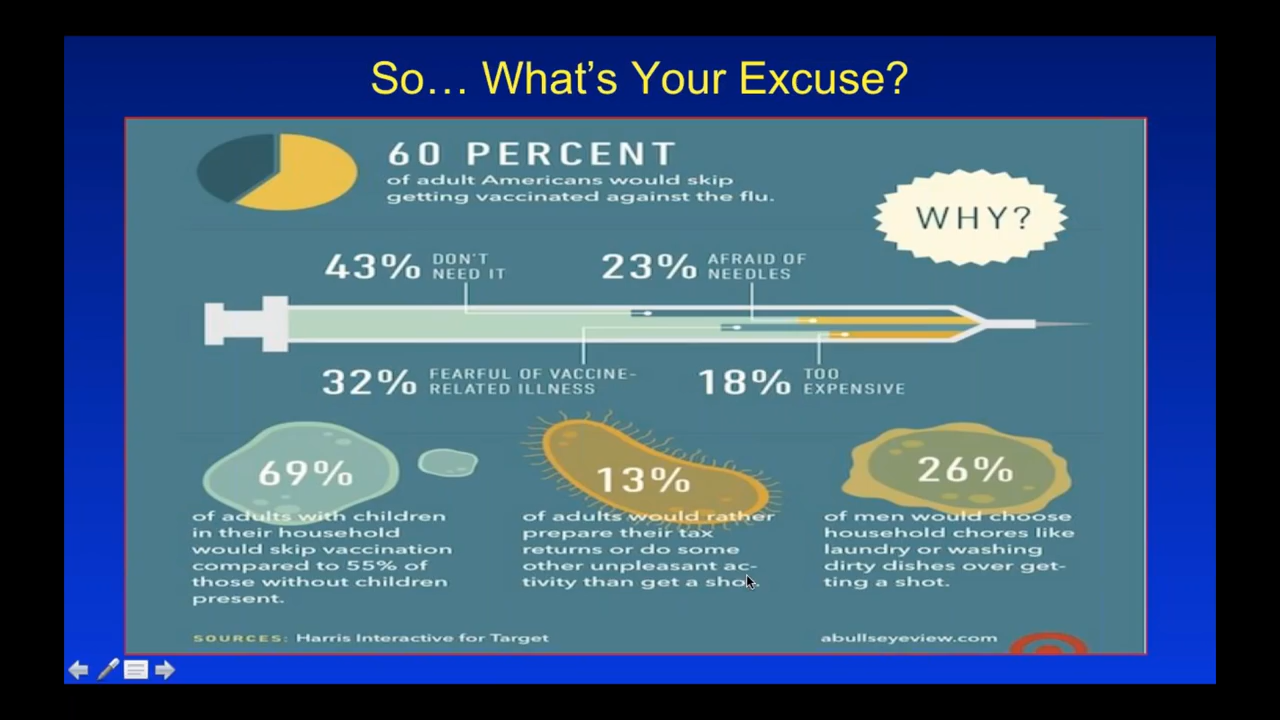 So… What's Your Excuse?
60 PERCENT
of adult Americans would skip
getting vaccinated against the flu.
WHY?
43% DON'T
NEED IT
23% AFRAID OF
NEEDLES
32% FEARFUL OF VACCINE-
RELATED ILLNESS
18% TOO
EXPENSIVE
69%
of adults with children
in their household
would skip vaccination
compared to 55% of
those without children
present.
13%
of adults would rather
prepare their tax
returns or do some
other unpleasant ac-
tivity than get a shot.
26%
of men would choose
household chores like
laundry or washing
dirty dishes over get-
ting a shot.
SOURCES: Harris Interactive for Target
abullseyeview.com